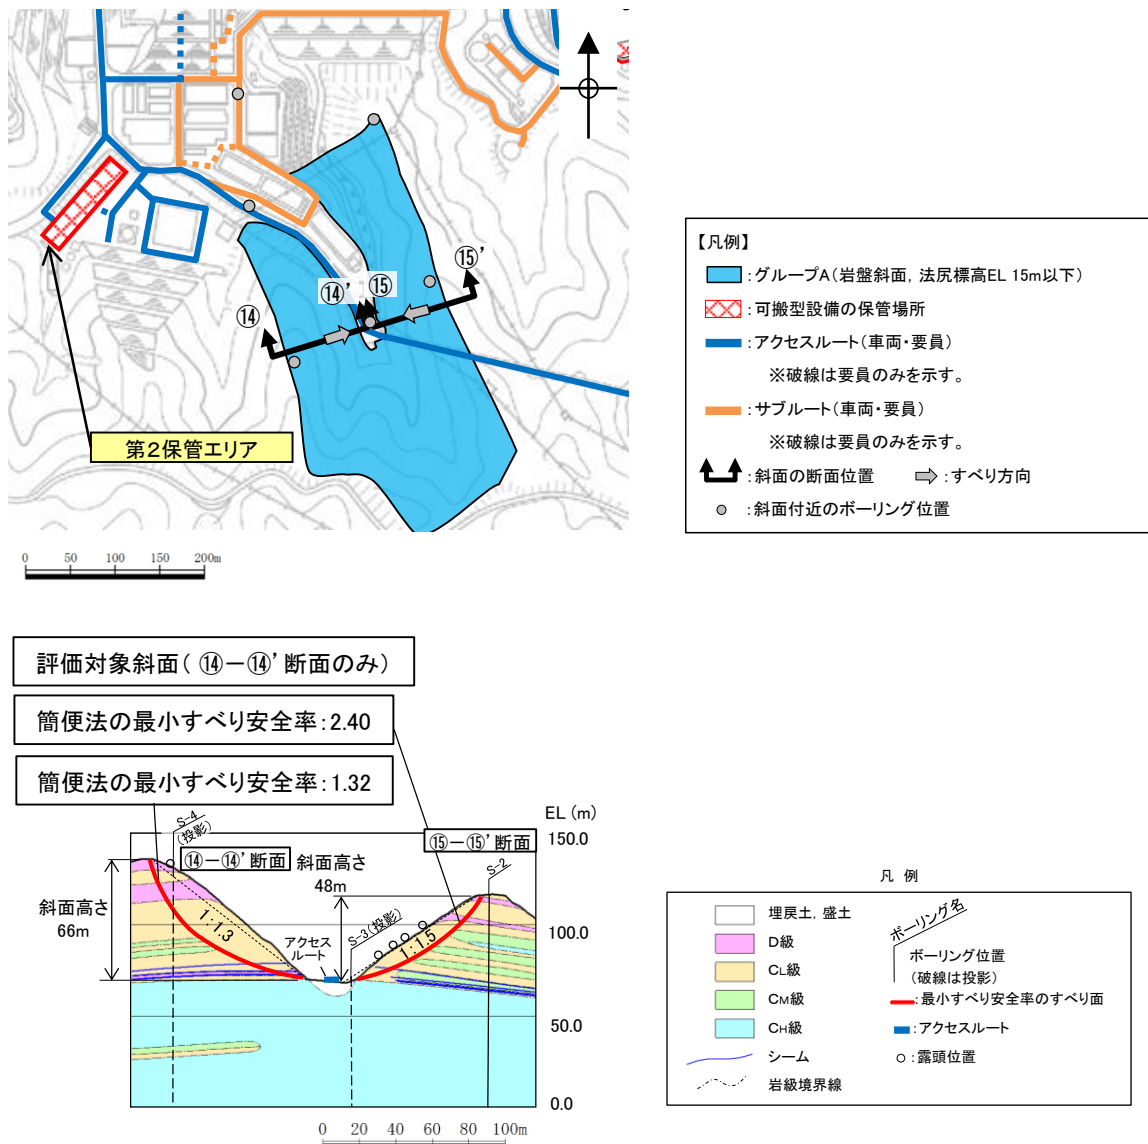 ⑭
⑭'
⑮
⑮'
第2保管エリア
0 50 100 150 200m
【凡例】
:グループA(岩盤斜面, 法尻標高EL 15m以下)
:可搬型設備の保管場所
:アクセスルート(車両・要員)
※破線は要員のみを示す。
:サブルート(車両・要員)
※破線は要員のみを示す。
:斜面の断面位置 :すべり方向
:斜面付近のボーリング位置
評価対象斜面( ⑭-⑭' 断面のみ)
簡便法の最小すべり安全率:2.40
簡便法の最小すべり安全率:1.32
EL (m)
150.0
100.0
50.0
0.0
S-4
(投影)
⑭-⑭' 断面
斜面高さ
48m
⑮-⑮' 断面
S-2
斜面高さ
66m
1:1.3
アクセス
ルート
S-3(投影)
1:1.5
0 20 40 60 80 100m
凡 例
埋戻土, 盛土
D級
CL級
CM級
CH級
シーム
岩級境界線
ボーリング名
ボーリング位置
(破線は投影)
:最小すべり安全率のすべり面
:アクセスルート
:露頭位置